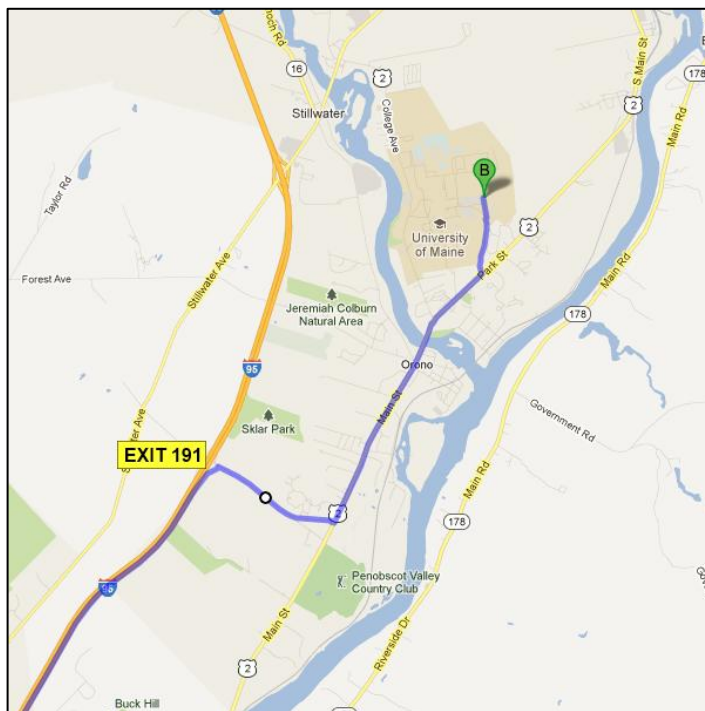 16
2
Stillwater
College Ave
S Main St
178
2
Main Rd
Taylor Rd
B
University
of Maine
2
Park St
Main Rd
Forest Ave
Stillwater Ave
Jeremiah Colburn
Natural Area
178
95
Orono
Main St
Government Rd
Sklar Park
EXIT 191
Main Rd
2
178
95
Penobscot Valley
Country Club
Main St
Riverside Dr
2
Buck Hill